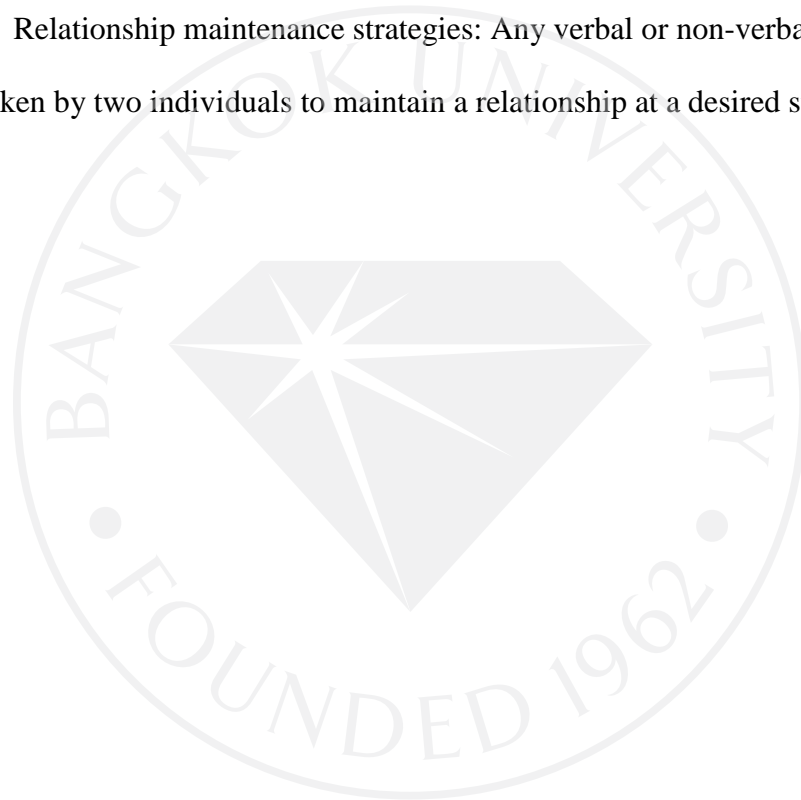 Relationship maintenance strategies: Any verbal or non-verba
ken by two individuals to maintain a relationship at a desired s
BANGKOK UNIVERSITY
FOUNDED 1962